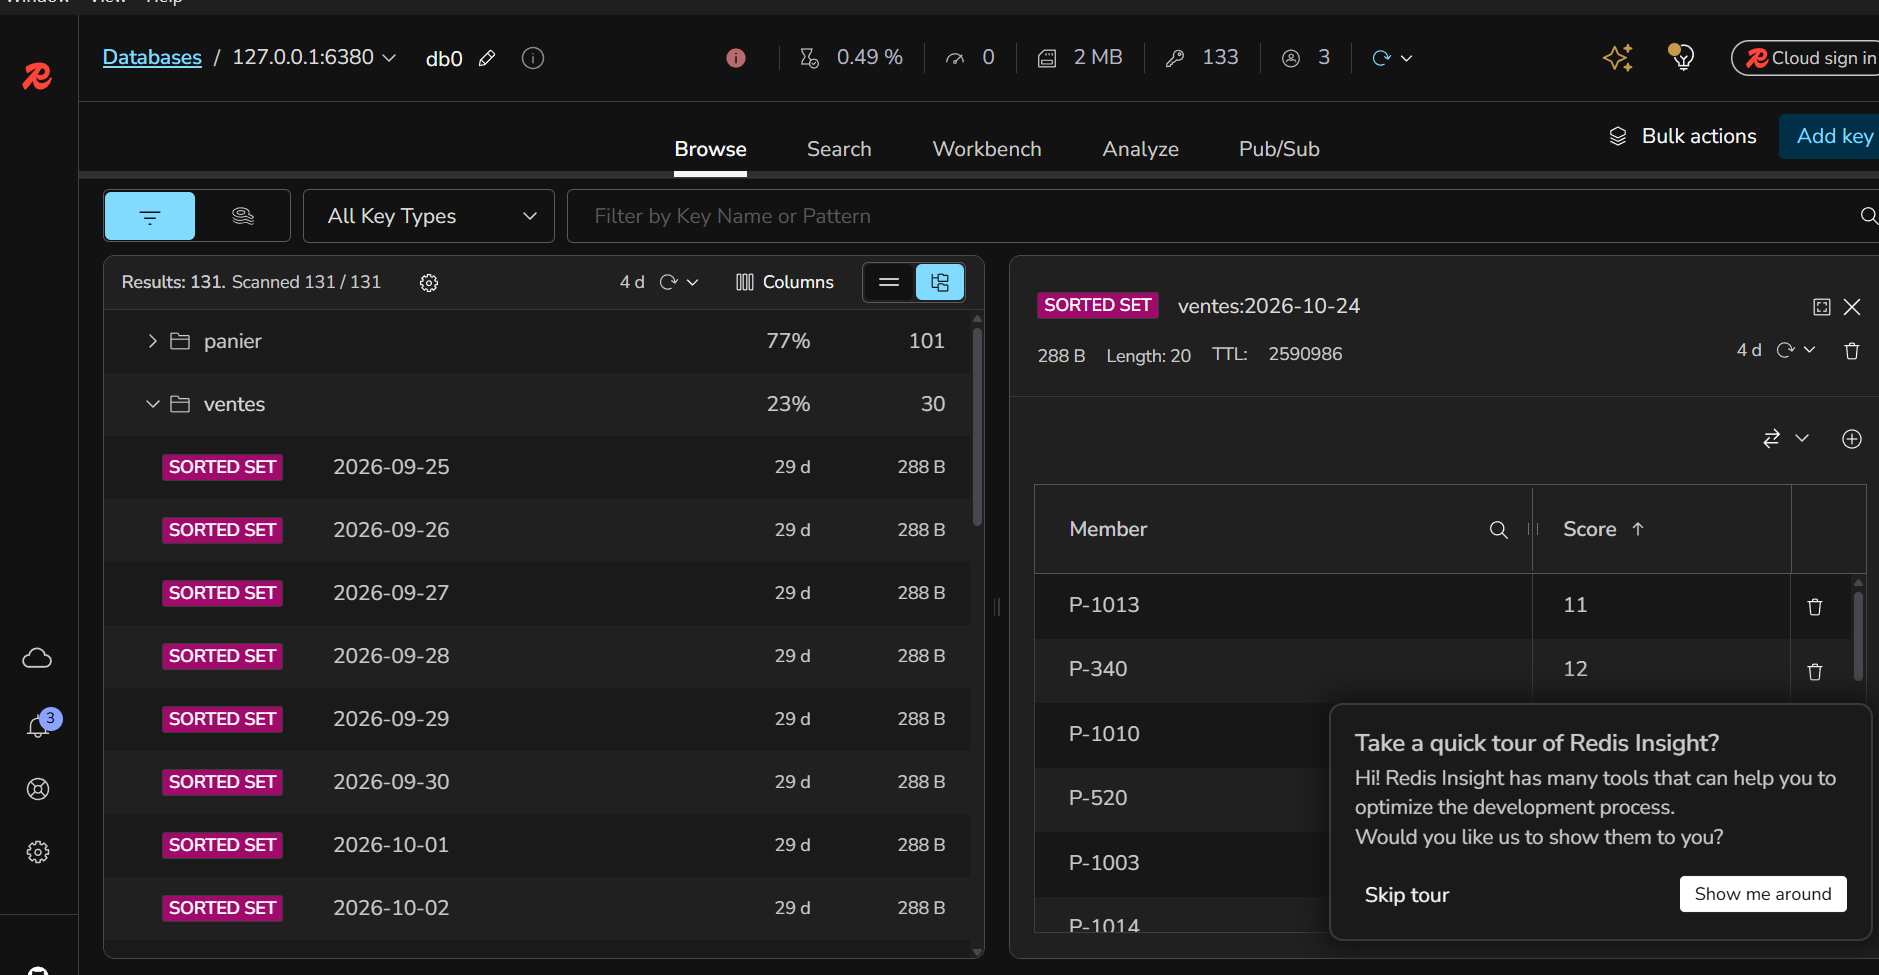 Window View Help
Databases / 127.0.0.1:6380 db0 0.49 % 0 2 MB 133 3 Cloud sign in
Browse Search Workbench Analyze Pub/Sub Bulk actions Add key
All Key Types Filter by Key Name or Pattern
Results: 131. Scanned 131 / 131 4 d Columns
panier 77% 101
ventes 23% 30
SORTED SET 2026-09-25 29 d 288 B
SORTED SET 2026-09-26 29 d 288 B
SORTED SET 2026-09-27 29 d 288 B
SORTED SET 2026-09-28 29 d 288 B
SORTED SET 2026-09-29 29 d 288 B
SORTED SET 2026-09-30 29 d 288 B
SORTED SET 2026-10-01 29 d 288 B
SORTED SET 2026-10-02 29 d 288 B
SORTED SET ventes:2026-10-24
288 B Length: 20 TTL: 2590986 4 d
Member Score
P-1013 11
P-340 12
P-1010
P-520
P-1003
P-1014
Take a quick tour of Redis Insight?
Hi! Redis Insight has many tools that can help you to
optimize the development process.
Would you like us to show them to you?
Skip tour Show me around
3